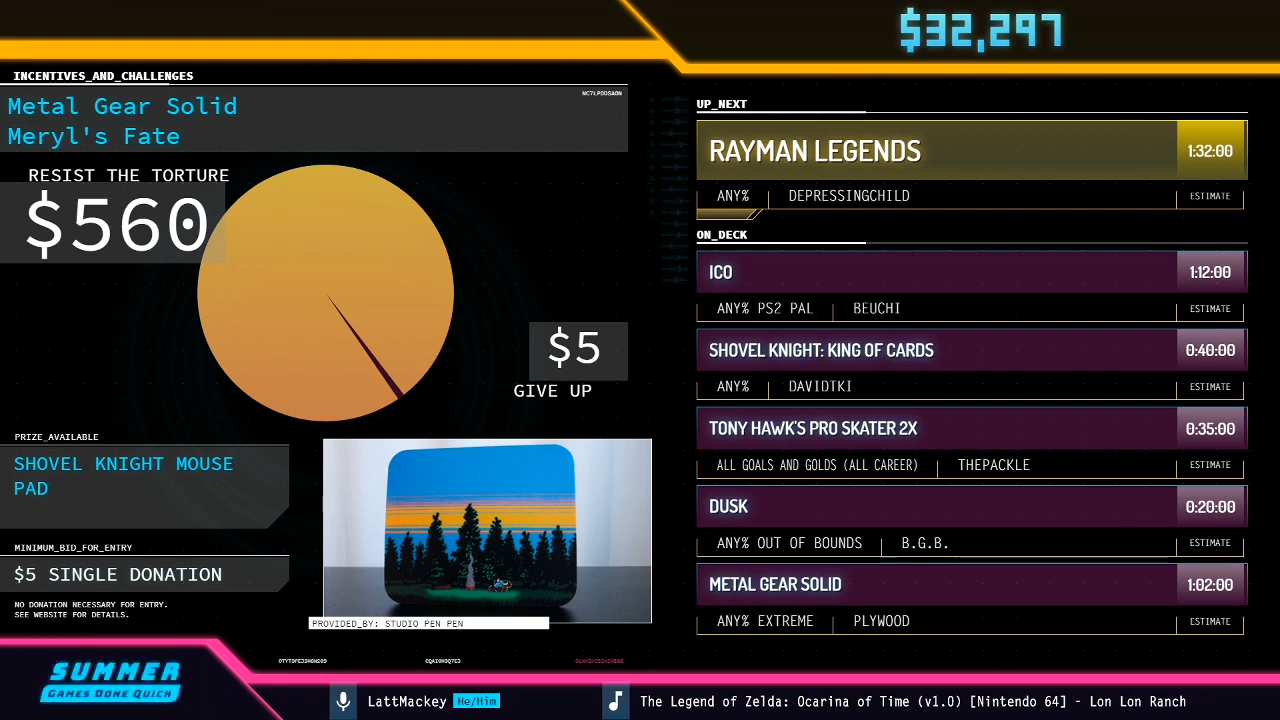 $32,297
INCENTIVES_AND_CHALLENGES
Metal Gear Solid
Meryl's Fate
RESIST THE TORTURE
$560
$5
GIVE UP
PRIZE_AVAILABLE
SHOVEL KNIGHT MOUSE
PAD
MINIMUM_BID_FOR_ENTRY
$5 SINGLE DONATION
NO DONATION NECESSARY FOR ENTRY.
SEE WEBSITE FOR DETAILS.
PROVIDED_BY: STUDIO PEN PEN
UP_NEXT
RAYMAN LEGENDS 1:32:00
ANY% DEPRESSINGCHILD ESTIMATE
ON_DECK
ICO 1:12:00
ANY% PS2 PAL BEUCHI ESTIMATE
SHOVEL KNIGHT: KING OF CARDS 0:40:00
ANY% DAVIDTKI ESTIMATE
TONY HAWK'S PRO SKATER 2X 0:35:00
ALL GOALS AND GOLDS (ALL CAREER) THEPACKLE ESTIMATE
DUSK 0:20:00
ANY% OUT OF BOUNDS B.G.B. ESTIMATE
METAL GEAR SOLID 1:02:00
ANY% EXTREME PLYWOOD ESTIMATE
SUMMER
GAMES DONE QUICK
LattMackey He/Him
The Legend of Zelda: Ocarina of Time (v1.0) [Nintendo 64] - Lon Lon Ranch